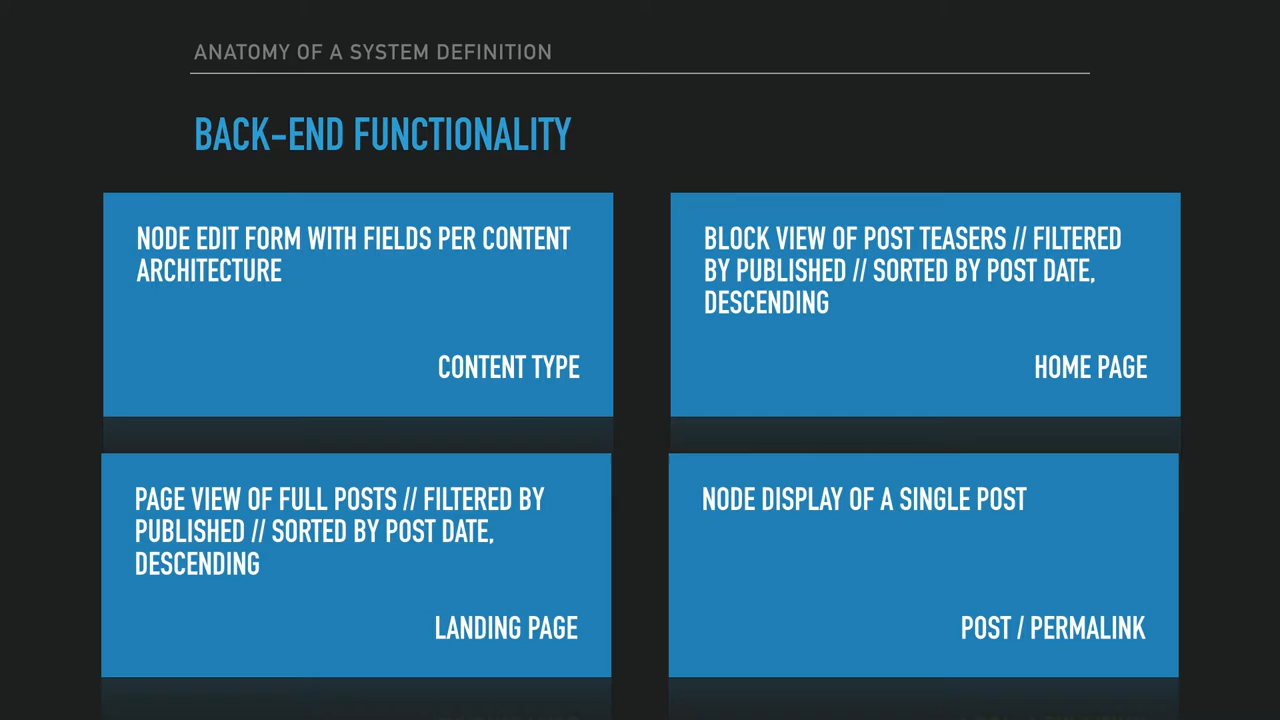 ANATOMY OF A SYSTEM DEFINITION
BACK-END FUNCTIONALITY
NODE EDIT FORM WITH FIELDS PER CONTENT
ARCHITECTURE
CONTENT TYPE
BLOCK VIEW OF POST TEASERS // FILTERED
BY PUBLISHED // SORTED BY POST DATE,
DESCENDING
HOME PAGE
PAGE VIEW OF FULL POSTS // FILTERED BY
PUBLISHED // SORTED BY POST DATE,
DESCENDING
LANDING PAGE
NODE DISPLAY OF A SINGLE POST
POST / PERMALINK